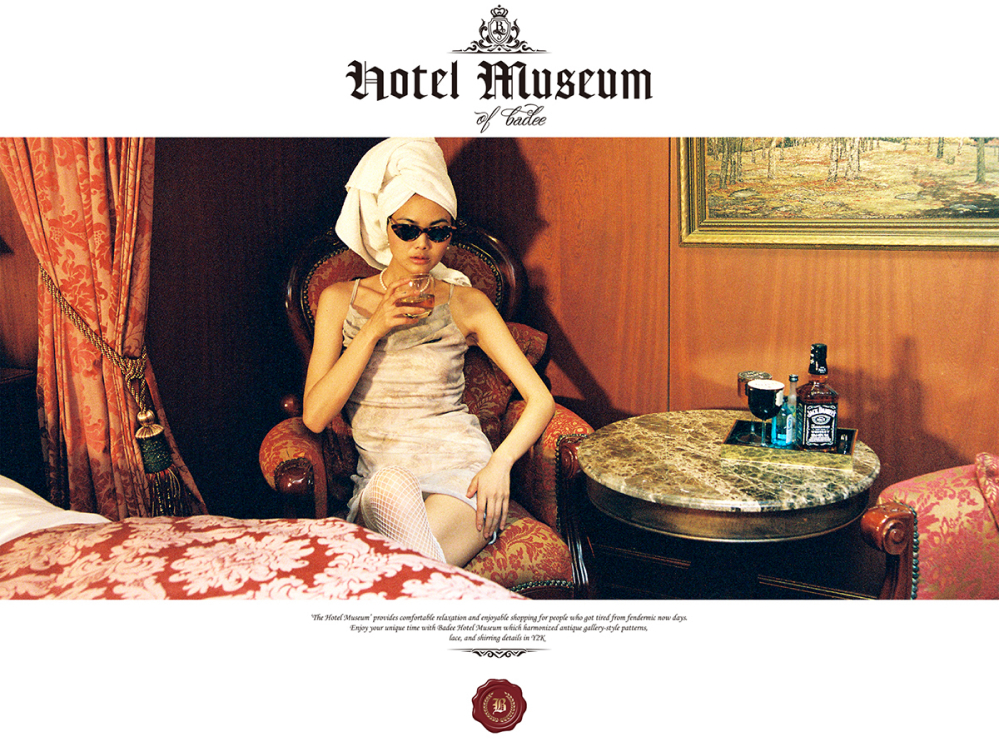 B
Hotel Museum
of badee
JACK DANIEL'S
'The Hotel Museum' provides comfortable relaxation and enjoyable shopping for people who got tired from fendermic now days.
Enjoy your unique time with Badee Hotel Museum which harmonized antique gallery-style patterns,
lace, and shirring details in Y2K
B